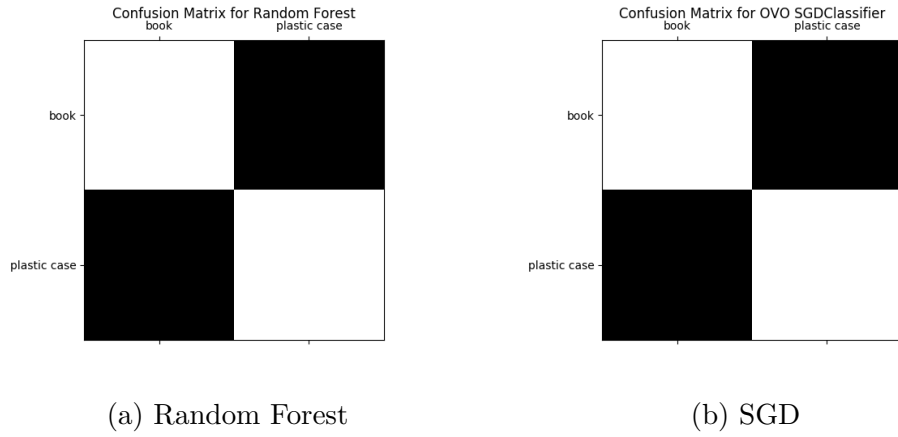 Confusion Matrix for Random Forest
book plastic case
book
plastic case
(a) Random Forest
Confusion Matrix for OVO SGDClassifier
book plastic case
book
plastic case
(b) SGD